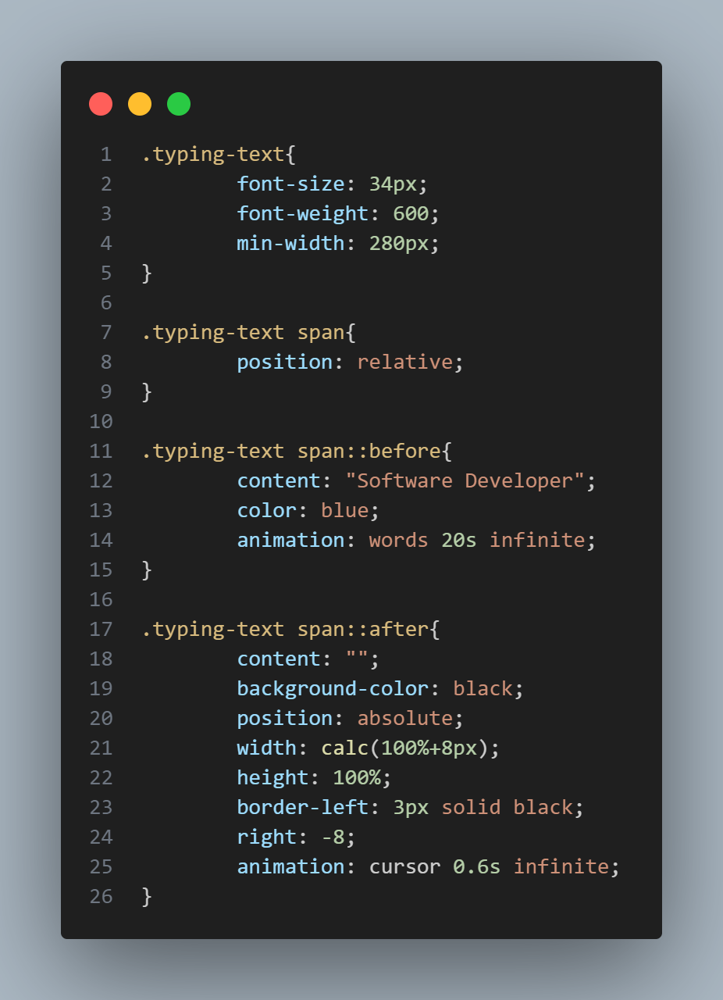 1 .typing-text{
2         font-size: 34px;
3         font-weight: 600;
4         min-width: 280px;
5 }
6
7 .typing-text span{
8         position: relative;
9 }
10
11 .typing-text span::before{
12         content: "Software Developer";
13         color: blue;
14         animation: words 20s infinite;
15 }
16
17 .typing-text span::after{
18         content: "";
19         background-color: black;
20         position: absolute;
21         width: calc(100%+8px);
22         height: 100%;
23         border-left: 3px solid black;
24         right: -8;
25         animation: cursor 0.6s infinite;
26 }